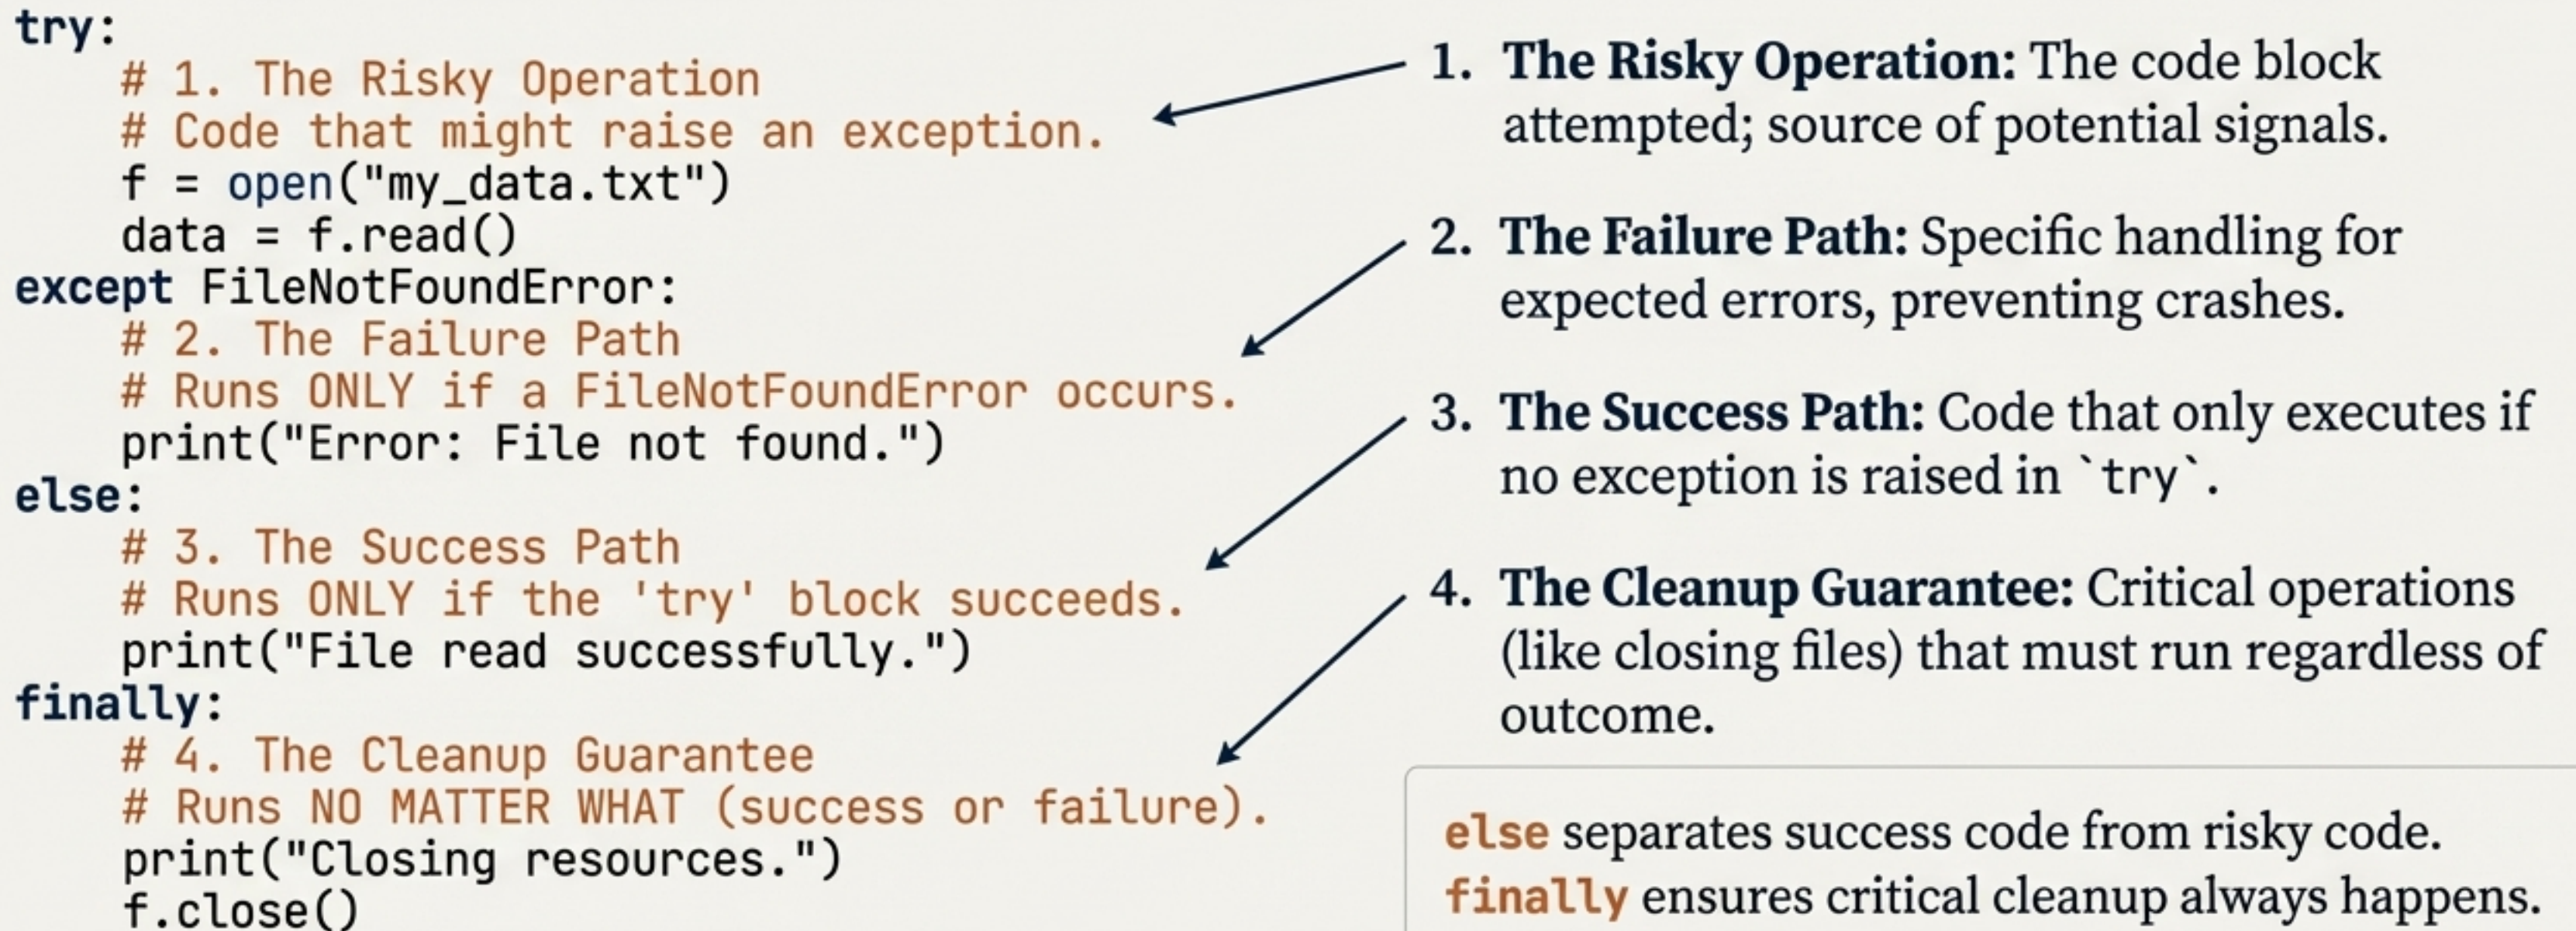 try:
    # 1. The Risky Operation
    # Code that might raise an exception.
    f = open("my_data.txt")
    data = f.read()
except FileNotFoundError:
    # 2. The Failure Path
    # Runs ONLY if a FileNotFoundError occurs.
    print("Error: File not found.")
else:
    # 3. The Success Path
    # Runs ONLY if the 'try' block succeeds.
    print("File read successfully.")
finally:
    # 4. The Cleanup Guarantee
    # Runs NO MATTER WHAT (success or failure).
    print("Closing resources.")
    f.close()
1. The Risky Operation: The code block
attempted; source of potential signals.
2. The Failure Path: Specific handling for
expected errors, preventing crashes.
3. The Success Path: Code that only executes if
no exception is raised in `try`.
4. The Cleanup Guarantee: Critical operations
(like closing files) that must run regardless of
outcome.
else separates success code from risky code.
finally ensures critical cleanup always happens.